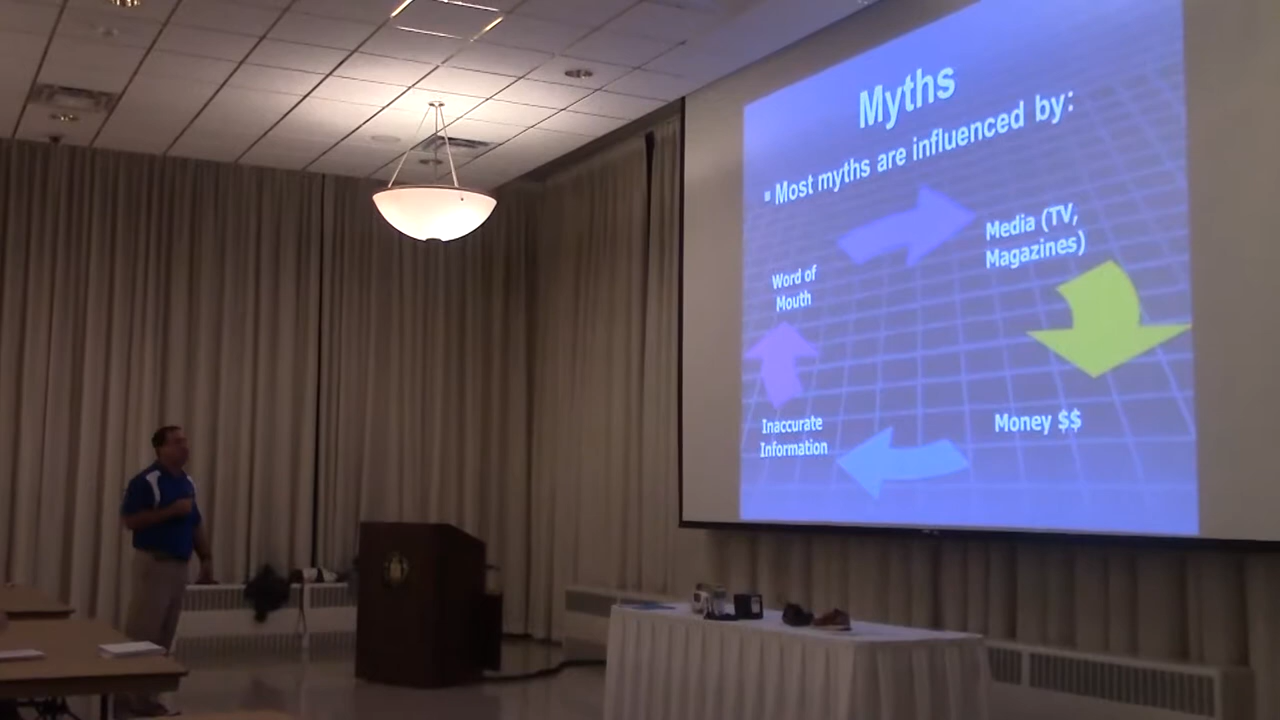 Myths
▪ Most myths are influenced by:
Media (TV,
Magazines)
Word of
Mouth
Money $$
Inaccurate
Information